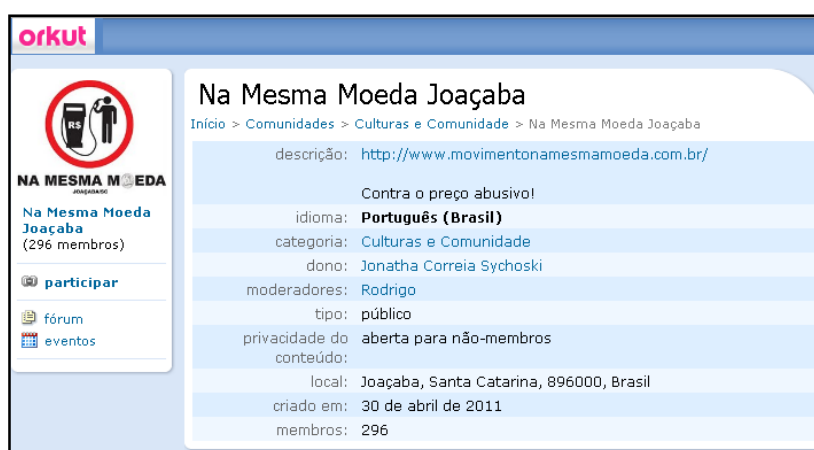 orkut
R$
NA MESMA MOEDA
JOAÇABA/SC
Na Mesma Moeda
Joaçaba
(296 membros)
participar
fórum
eventos
Na Mesma Moeda Joaçaba
Início > Comunidades > Culturas e Comunidade > Na Mesma Moeda Joaçaba
descrição: http://www.movimentonamesmamoeda.com.br/
Contra o preço abusivo!
idioma: Português (Brasil)
categoria: Culturas e Comunidade
dono: Jonatha Correia Sychoski
moderadores: Rodrigo
tipo: público
privacidade do aberta para não-membros
conteúdo:
local: Joaçaba, Santa Catarina, 896000, Brasil
criado em: 30 de abril de 2011
membros: 296